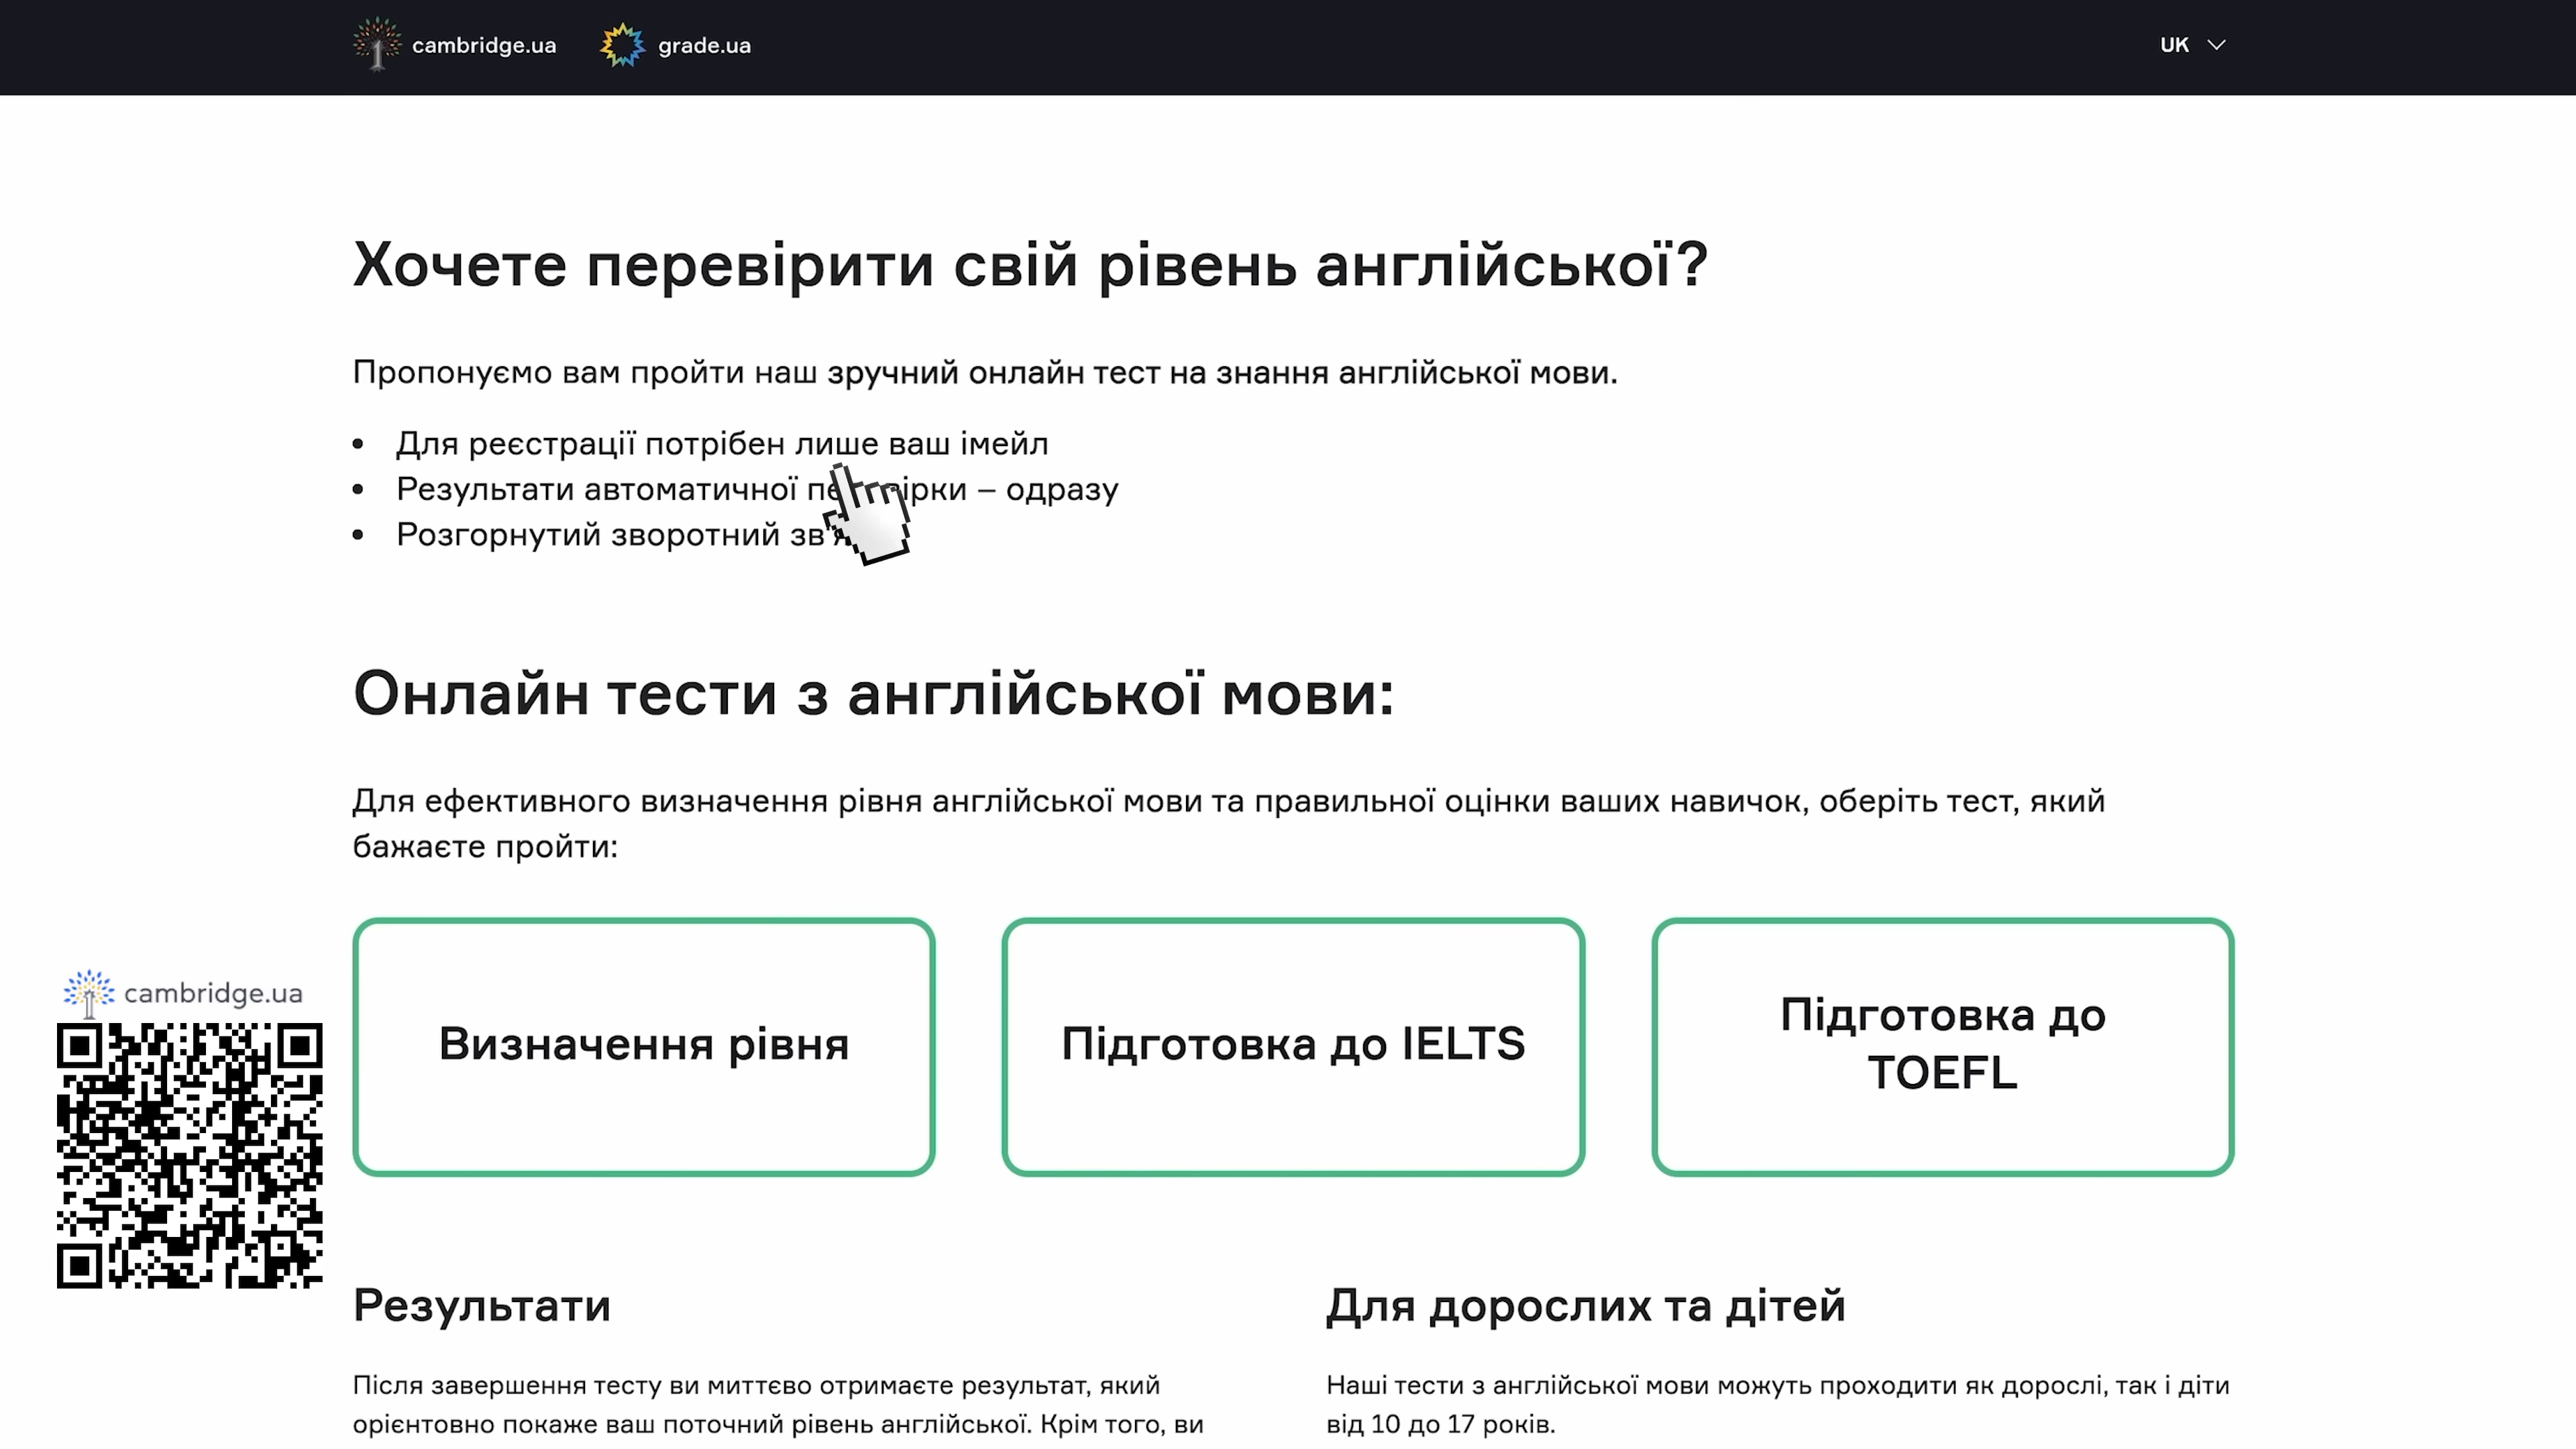 cambridge.ua
grade.ua
UK
Хочете перевірити свій рівень англійської?
Пропонуємо вам пройти наш зручний онлайн тест на знання англійської мови.
• Для реєстрації потрібен лише ваш імейл
• Результати автоматичної – одразу
• Розгорнутий зворотний
Онлайн тести з англійської мови:
Для ефективного визначення рівня англійської мови та правильної оцінки ваших навичок, оберіть тест, який
бажаєте пройти:
cambridge.ua
Визначення рівня
Підготовка до IELTS
Підготовка до
TOEFL
Результати
Після завершення тесту ви миттєво отримаєте результат, який
орієнтовно покаже ваш поточний рівень англійської. Крім того, ви
Для дорослих та дітей
Наші тести з англійської мови можуть проходити як дорослі, так і діти
від 10 до 17 років.